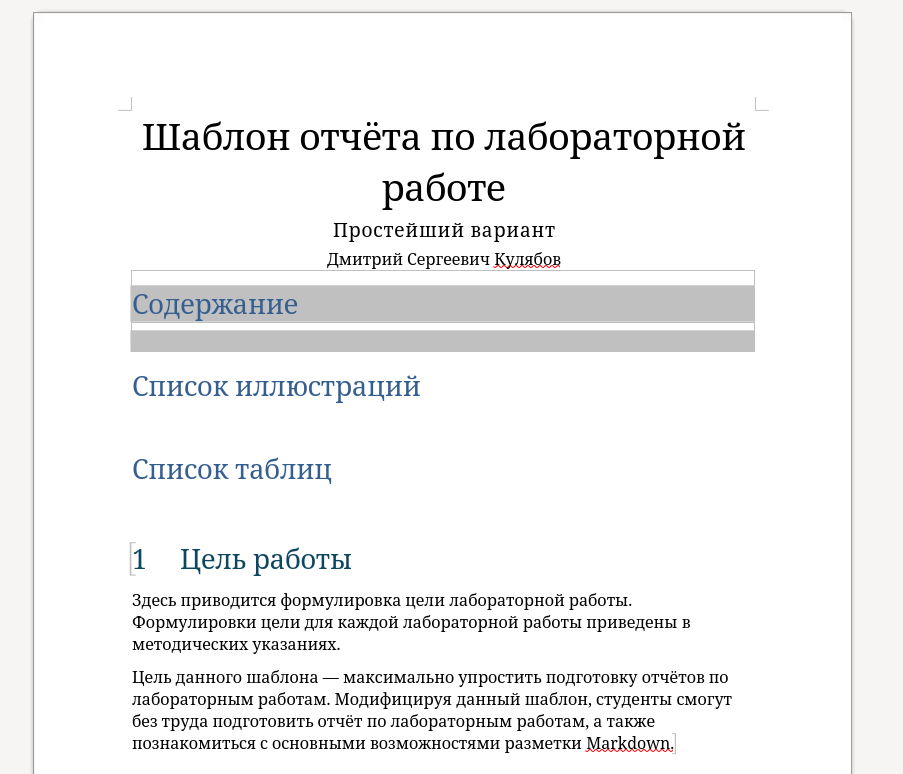 Шаблон отчёта по лабораторной
работе
Простейший вариант
Дмитрий Сергеевич Кулябов
Содержание
Список иллюстраций
Список таблиц
1 Цель работы
Здесь приводится формулировка цели лабораторной работы.
Формулировки цели для каждой лабораторной работы приведены в
методических указаниях.
Цель данного шаблона — максимально упростить подготовку отчётов по
лабораторным работам. Модифицируя данный шаблон, студенты смогут
без труда подготовить отчёт по лабораторным работам, а также
познакомиться с основными возможностями разметки Markdown.